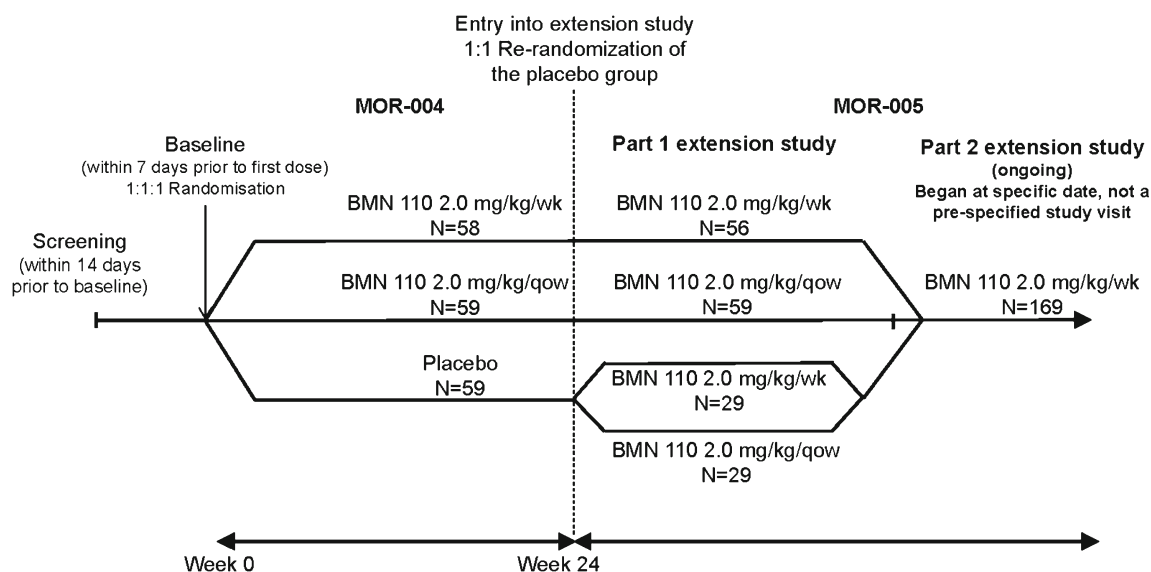 Entry into extension study
1:1 Re-randomization of
the placebo group
MOR-004
MOR-005
Baseline
(within 7 days prior to first dose)
1:1:1 Randomisation
Part 1 extension study
Part 2 extension study
(ongoing)
Began at specific date, not a
pre-specified study visit
Screening
(within 14 days
prior to baseline)
BMN 110 2.0 mg/kg/wk
N=58
BMN 110 2.0 mg/kg/wk
N=56
BMN 110 2.0 mg/kg/qow
N=59
BMN 110 2.0 mg/kg/qow
N=59
BMN 110 2.0 mg/kg/wk
N=169
Placebo
N=59
BMN 110 2.0 mg/kg/wk
N=29
BMN 110 2.0 mg/kg/qow
N=29
Week 0
Week 24